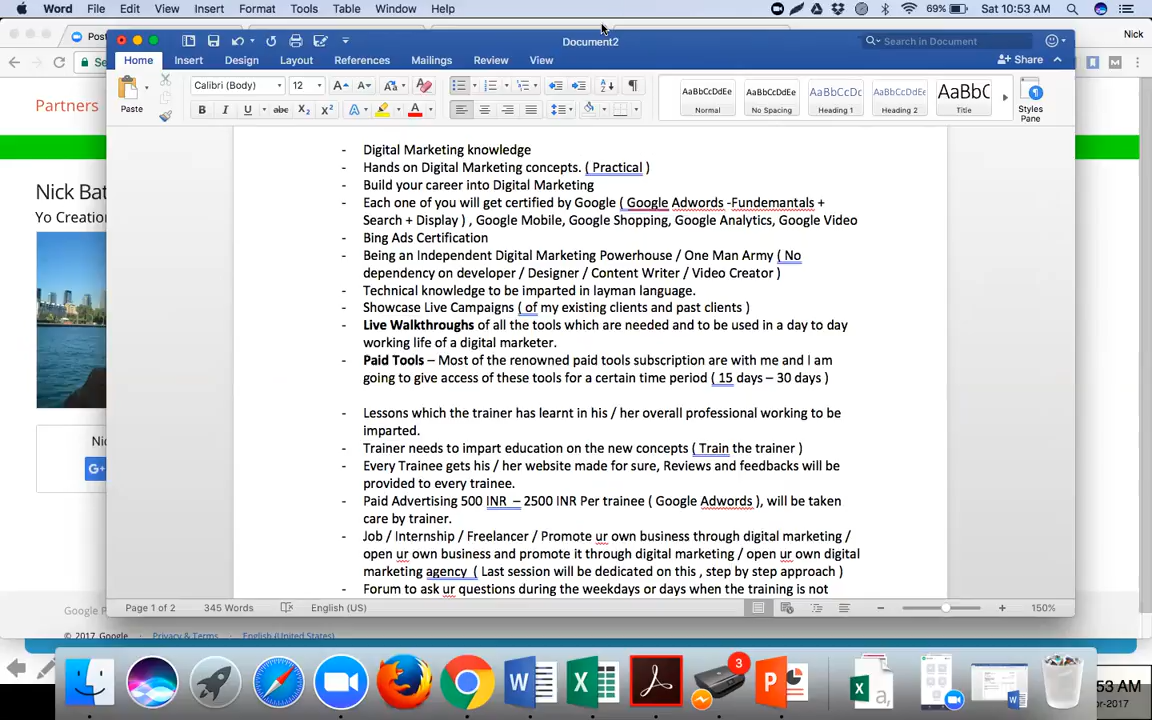 Word File Edit View Insert Format Tools Table Window Help 69% Sat 10:53 AM
Post
Document2
Search in Document
Nick
Home Insert Design Layout References Mailings Review View
Share
Paste
Calibri (Body) 12
B I U abc X₂ X²
AaBbCcDdEe AaBbCcDdEe AaBbCcDc AaBbCcDdEe AaBbC
Normal No Spacing Heading 1 Heading 2 Title
Styles
Pane
Partners
Nick Bat
Yo Creation
Nic
G+
- Digital Marketing knowledge
- Hands on Digital Marketing concepts. ( Practical )
- Build your career into Digital Marketing
- Each one of you will get certified by Google ( Google Adwords -Fundemantals +
Search + Display ) , Google Mobile, Google Shopping, Google Analytics, Google Video
- Bing Ads Certification
- Being an Independent Digital Marketing Powerhouse / One Man Army ( No
dependency on developer / Designer / Content Writer / Video Creator )
- Technical knowledge to be imparted in layman language.
- Showcase Live Campaigns ( of my existing clients and past clients )
- Live Walkthroughs of all the tools which are needed and to be used in a day to day
working life of a digital marketer.
- Paid Tools – Most of the renowned paid tools subscription are with me and I am
going to give access of these tools for a certain time period ( 15 days – 30 days )
- Lessons which the trainer has learnt in his / her overall professional working to be
imparted.
- Trainer needs to impart education on the new concepts ( Train the trainer )
- Every Trainee gets his / her website made for sure, Reviews and feedbacks will be
provided to every trainee.
- Paid Advertising 500 INR – 2500 INR Per trainee ( Google Adwords ), will be taken
care by trainer.
- Job / Internship / Freelancer / Promote ur own business through digital marketing /
open ur own business and promote it through digital marketing / open ur own digital
marketing agency ( Last session will be dedicated on this , step by step approach )
- Forum to ask ur questions during the weekdays or days when the training is not
Page 1 of 2 345 Words English (US) 150%
Google P
© 2017 Google Privacy & Terms English (United States)
3
53 AM
pr-2017